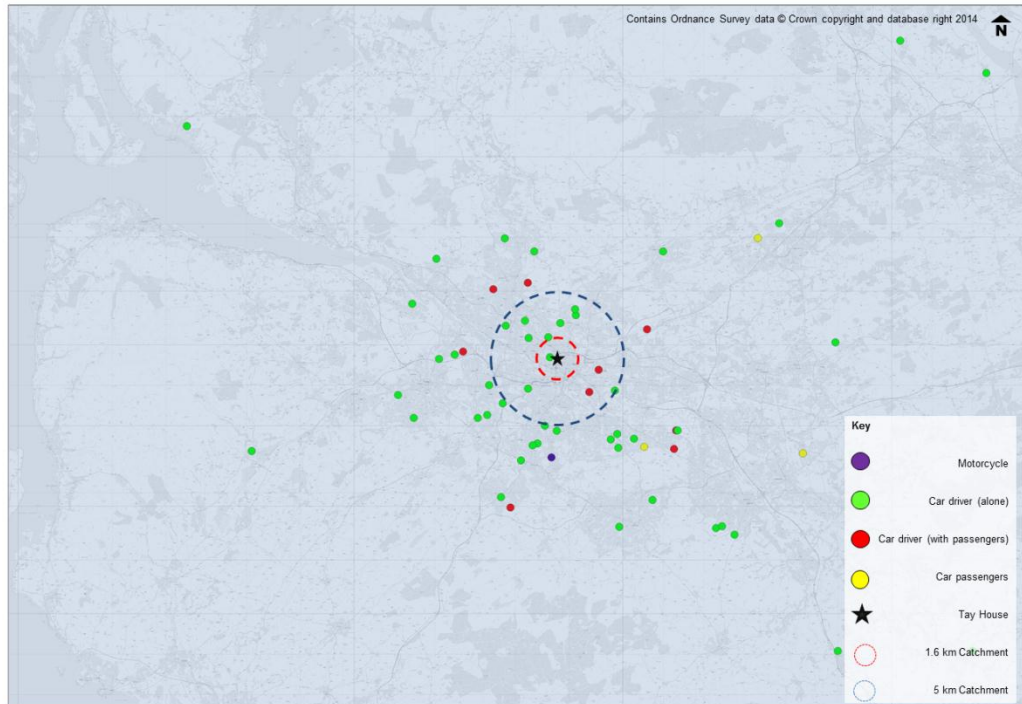 Contains Ordnance Survey data © Crown copyright and database right 2014
N
Key
Motorcycle
Car driver (alone)
Car driver (with passengers)
Car passengers
Tay House
1.6 km Catchment
5 km Catchment